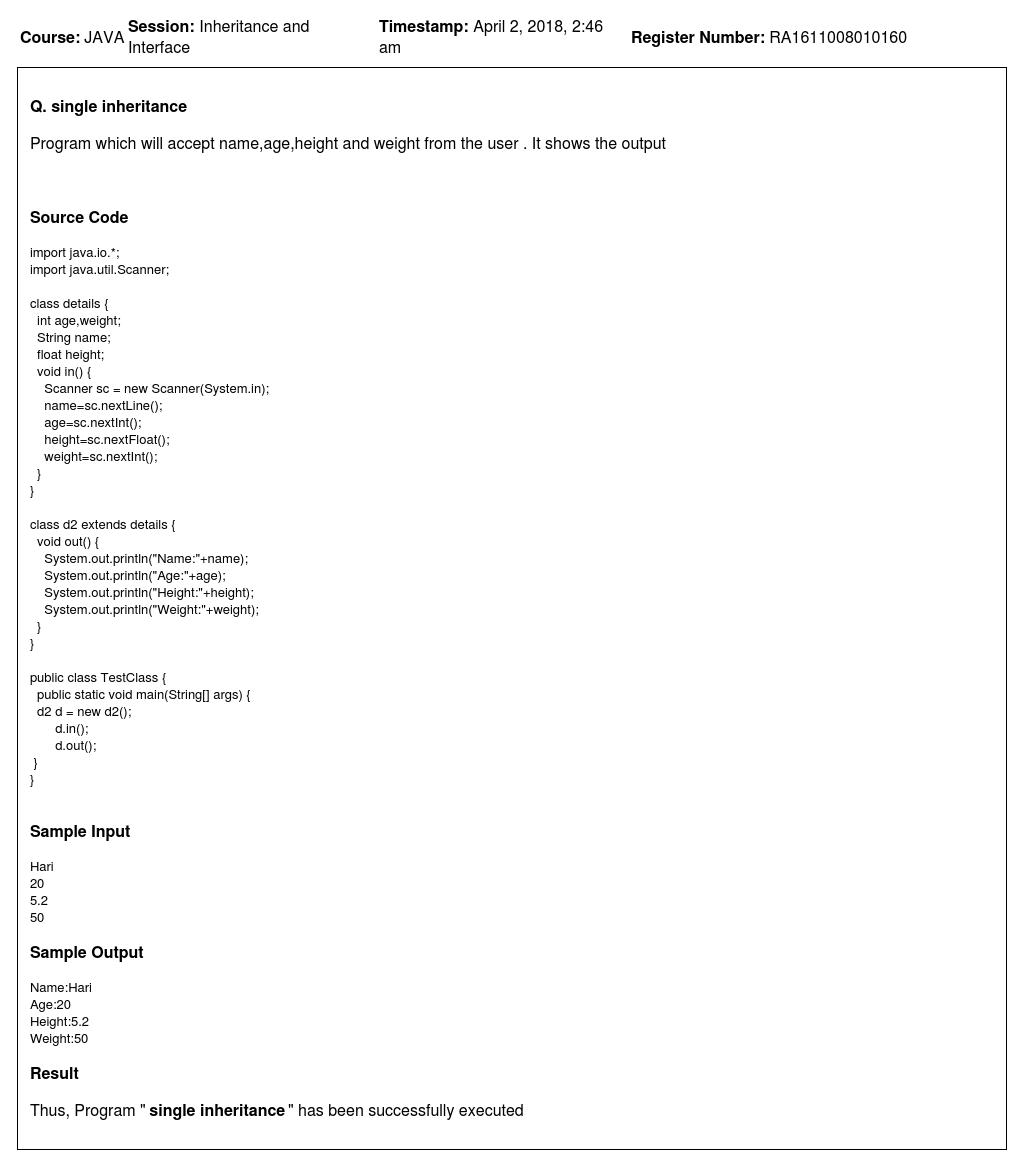 Course: JAVA Session: Inheritance and Interface Timestamp: April 2, 2018, 2:46 am Register Number: RA1611008010160
Q. single inheritance
Program which will accept name,age,height and weight from the user . It shows the output
Source Code
import java.io.*;
import java.util.Scanner;
class details {
int age,weight;
String name;
float height;
void in() {
Scanner sc = new Scanner(System.in);
name=sc.nextLine();
age=sc.nextInt();
height=sc.nextFloat();
weight=sc.nextInt();
}
}
class d2 extends details {
void out() {
System.out.println("Name:"+name);
System.out.println("Age:"+age);
System.out.println("Height:"+height);
System.out.println("Weight:"+weight);
}
}
public class TestClass {
public static void main(String[] args) {
d2 d = new d2();
d.in();
d.out();
}
}
Sample Input
Hari
20
5.2
50
Sample Output
Name:Hari
Age:20
Height:5.2
Weight:50
Result
Thus, Program " single inheritance " has been successfully executed